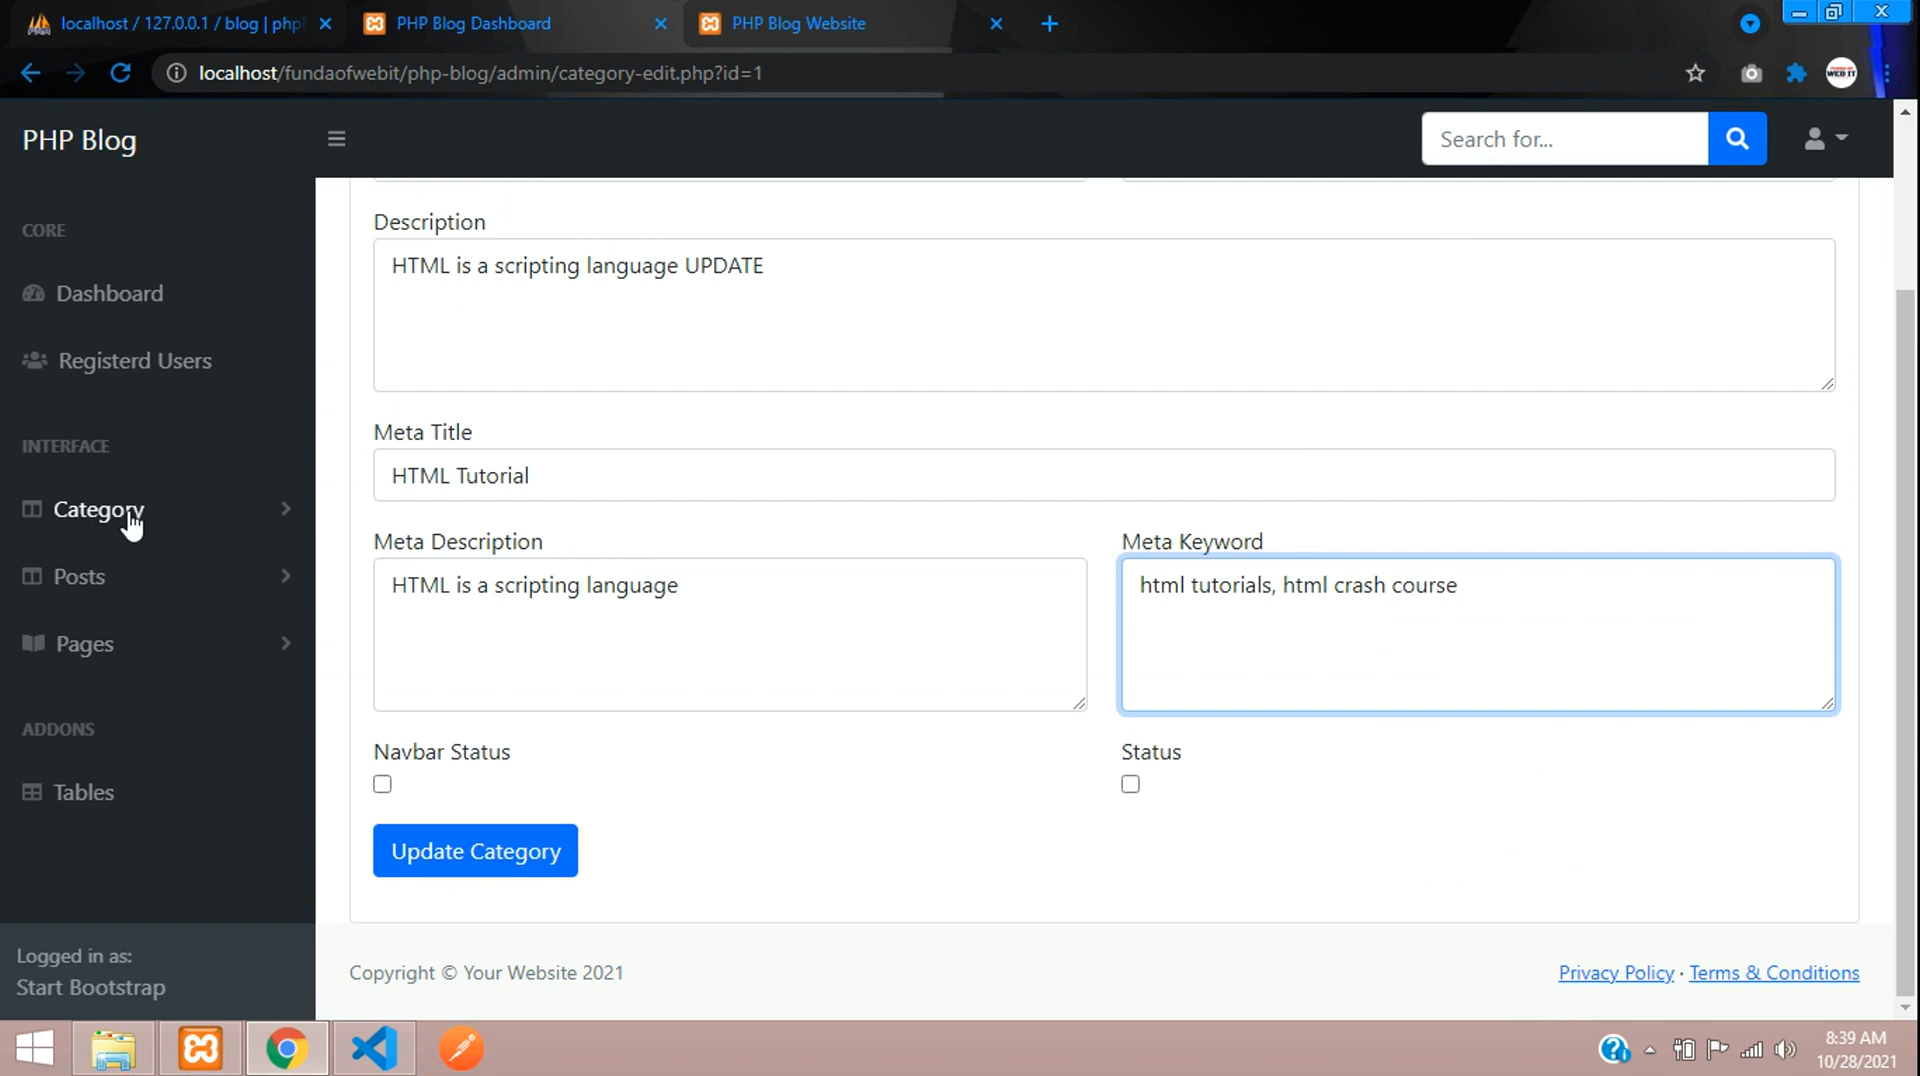 localhost / 127.0.0.1 / blog | php
PHP Blog Dashboard
PHP Blog Website
localhost/fundaofwebit/php-blog/admin/category-edit.php?id=1
WEB IT
PHP Blog
Search for...
CORE
Dashboard
Registerd Users
INTERFACE
Category
Posts
Pages
ADDONS
Tables
Logged in as:
Start Bootstrap
Description
HTML is a scripting language UPDATE
Meta Title
HTML Tutorial
Meta Description
HTML is a scripting language
Meta Keyword
html tutorials, html crash course
Navbar Status
Status
Update Category
Copyright © Your Website 2021
Privacy Policy · Terms & Conditions
8:39 AM
10/28/2021